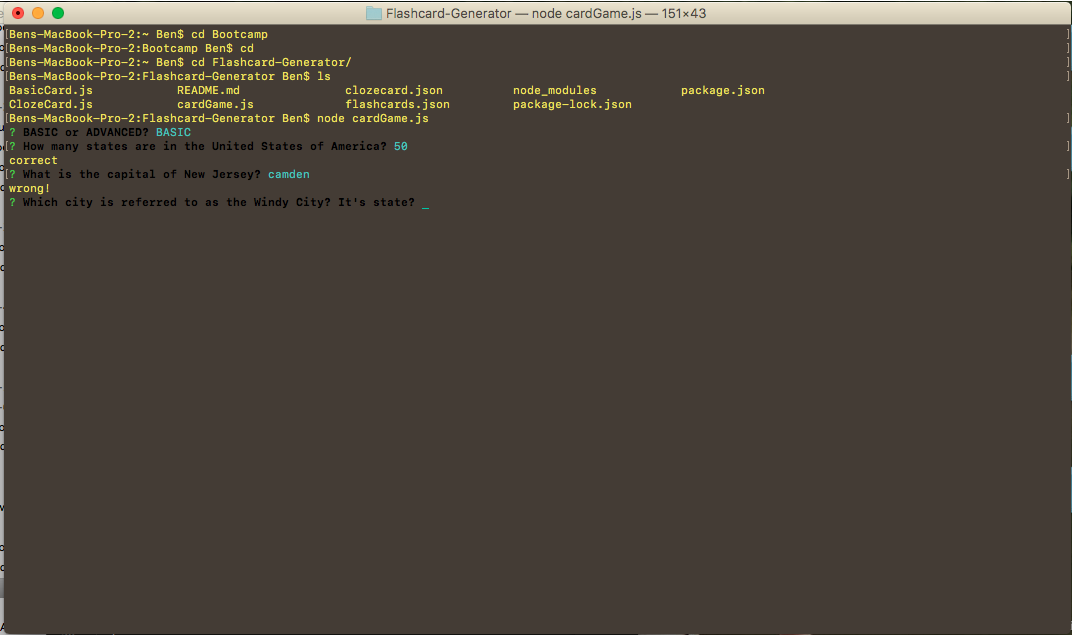 Flashcard-Generator — node cardGame.js — 151×43
[Bens-MacBook-Pro-2:~ Ben$ cd Bootcamp ]
[Bens-MacBook-Pro-2:Bootcamp Ben$ cd ]
[Bens-MacBook-Pro-2:~ Ben$ cd Flashcard-Generator/ ]
[Bens-MacBook-Pro-2:Flashcard-Generator Ben$ ls ]
BasicCard.js README.md clozecard.json node_modules package.json
ClozeCard.js cardGame.js flashcards.json package-lock.json
[Bens-MacBook-Pro-2:Flashcard-Generator Ben$ node cardGame.js ]
? BASIC or ADVANCED? BASIC
[? How many states are in the United States of America? 50 ]
correct
[? What is the capital of New Jersey? camden ]
wrong!
? Which city is referred to as the Windy City? It's state? _